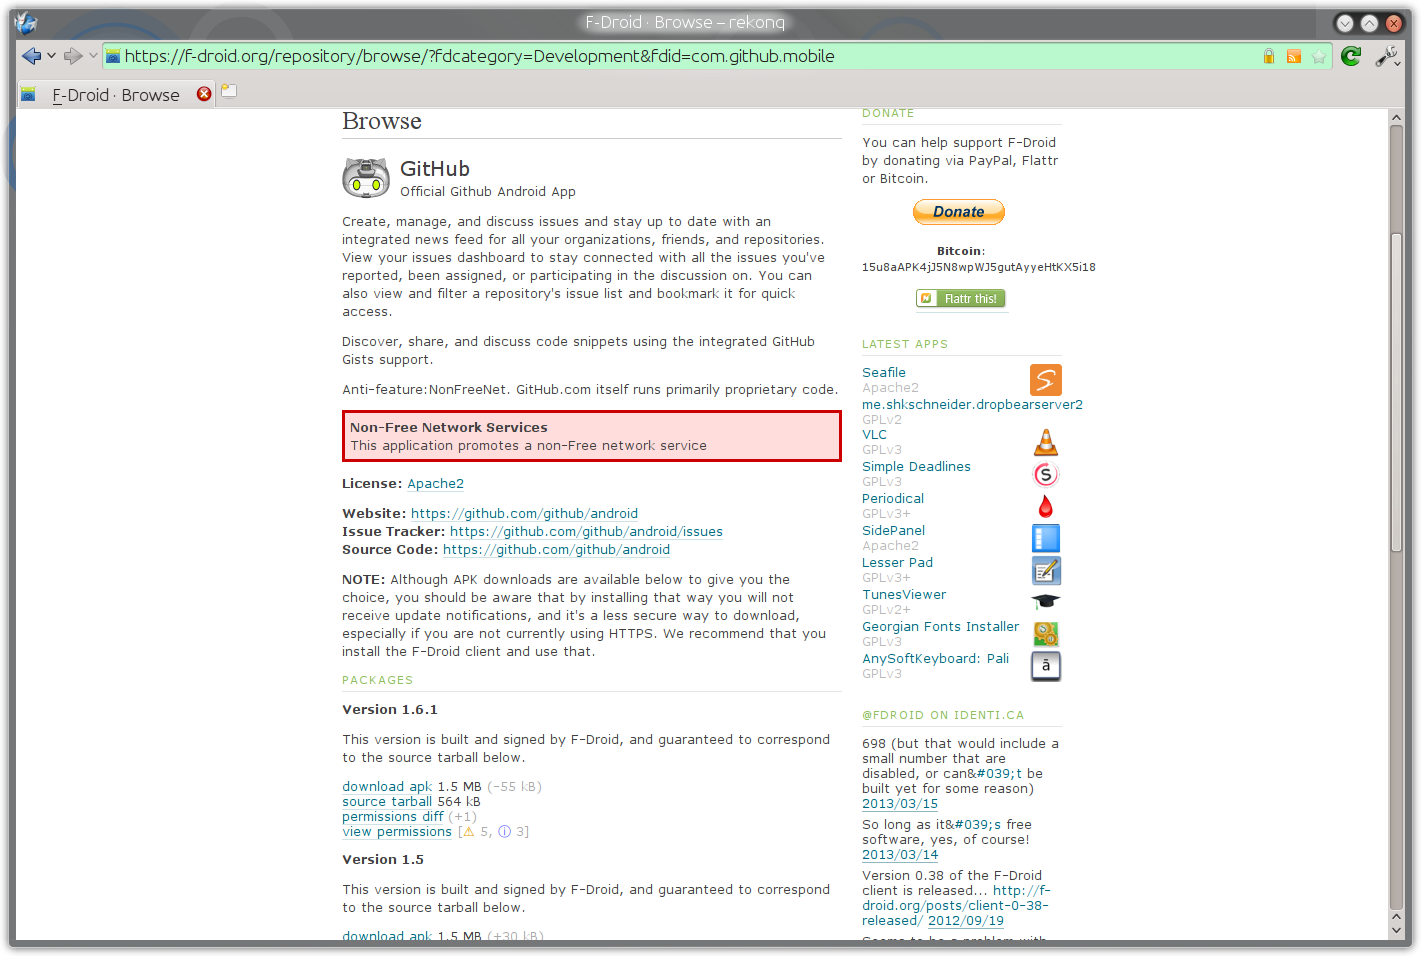 F-Droid · Browse – rekonq
https://f-droid.org/repository/browse/?fdcategory=Development&fdid=com.github.mobile
F-Droid · Browse
Browse
GitHub
Official Github Android App
Create, manage, and discuss issues and stay up to date with an
integrated news feed for all your organizations, friends, and repositories.
View your issues dashboard to stay connected with all the issues you've
reported, been assigned, or participating in the discussion on. You can
also view and filter a repository's issue list and bookmark it for quick
access.
Discover, share, and discuss code snippets using the integrated GitHub
Gists support.
Anti-feature:NonFreeNet. GitHub.com itself runs primarily proprietary code.
Non-Free Network Services
This application promotes a non-Free network service
License: Apache2
Website: https://github.com/github/android
Issue Tracker: https://github.com/github/android/issues
Source Code: https://github.com/github/android
NOTE: Although APK downloads are available below to give you the
choice, you should be aware that by installing that way you will not
receive update notifications, and it's a less secure way to download,
especially if you are not currently using HTTPS. We recommend that you
install the F-Droid client and use that.
PACKAGES
Version 1.6.1
This version is built and signed by F-Droid, and guaranteed to correspond
to the source tarball below.
download apk 1.5 MB (-55 kB)
source tarball 564 kB
permissions diff (+1)
view permissions [⚠ 5, ⓘ 3]
Version 1.5
This version is built and signed by F-Droid, and guaranteed to correspond
to the source tarball below.
download apk 1.5 MB (+30 kB)
DONATE
You can help support F-Droid
by donating via PayPal, Flattr
or Bitcoin.
Donate
Bitcoin:
15u8aAPK4jJ5N8wpWJ5gutAyyeHtKX5i18
Flattr this!
LATEST APPS
Seafile
Apache2
me.shkschneider.dropbearserver2
GPLv2
VLC
GPLv3
Simple Deadlines
GPLv3
Periodical
GPLv3+
SidePanel
Apache2
Lesser Pad
GPLv3+
TunesViewer
GPLv2+
Georgian Fonts Installer
GPLv3
AnySoftKeyboard: Pali
GPLv3
ā
@FDROID ON IDENTI.CA
698 (but that would include a
small number that are
disabled, or can&#039;t be
built yet for some reason)
2013/03/15
So long as it&#039;s free
software, yes, of course!
2013/03/14
Version 0.38 of the F-Droid
client is released... http://f-
droid.org/posts/client-0-38-
released/ 2012/09/19
Seems to be a problem with